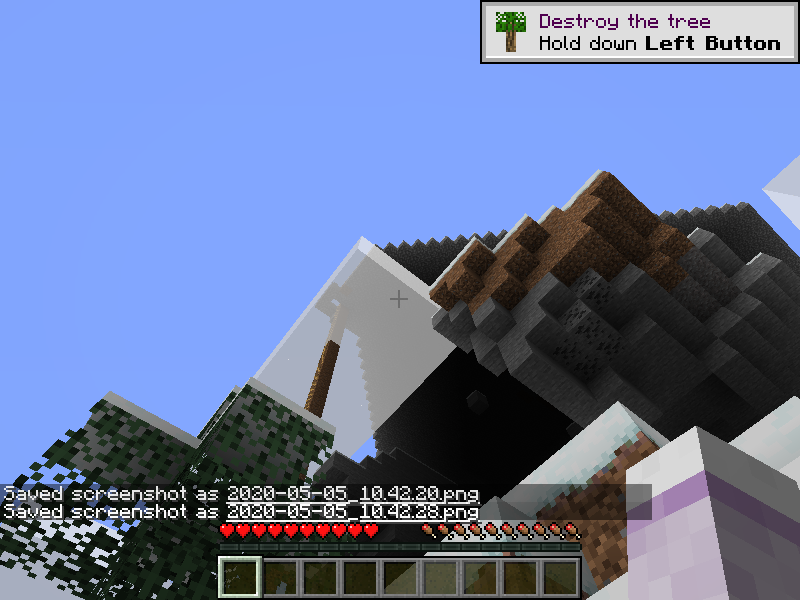 Destroy the tree
Hold down Left Button
Saved screenshot as 2020-05-05_10.42.20.png
Saved screenshot as 2020-05-05_10.42.28.png